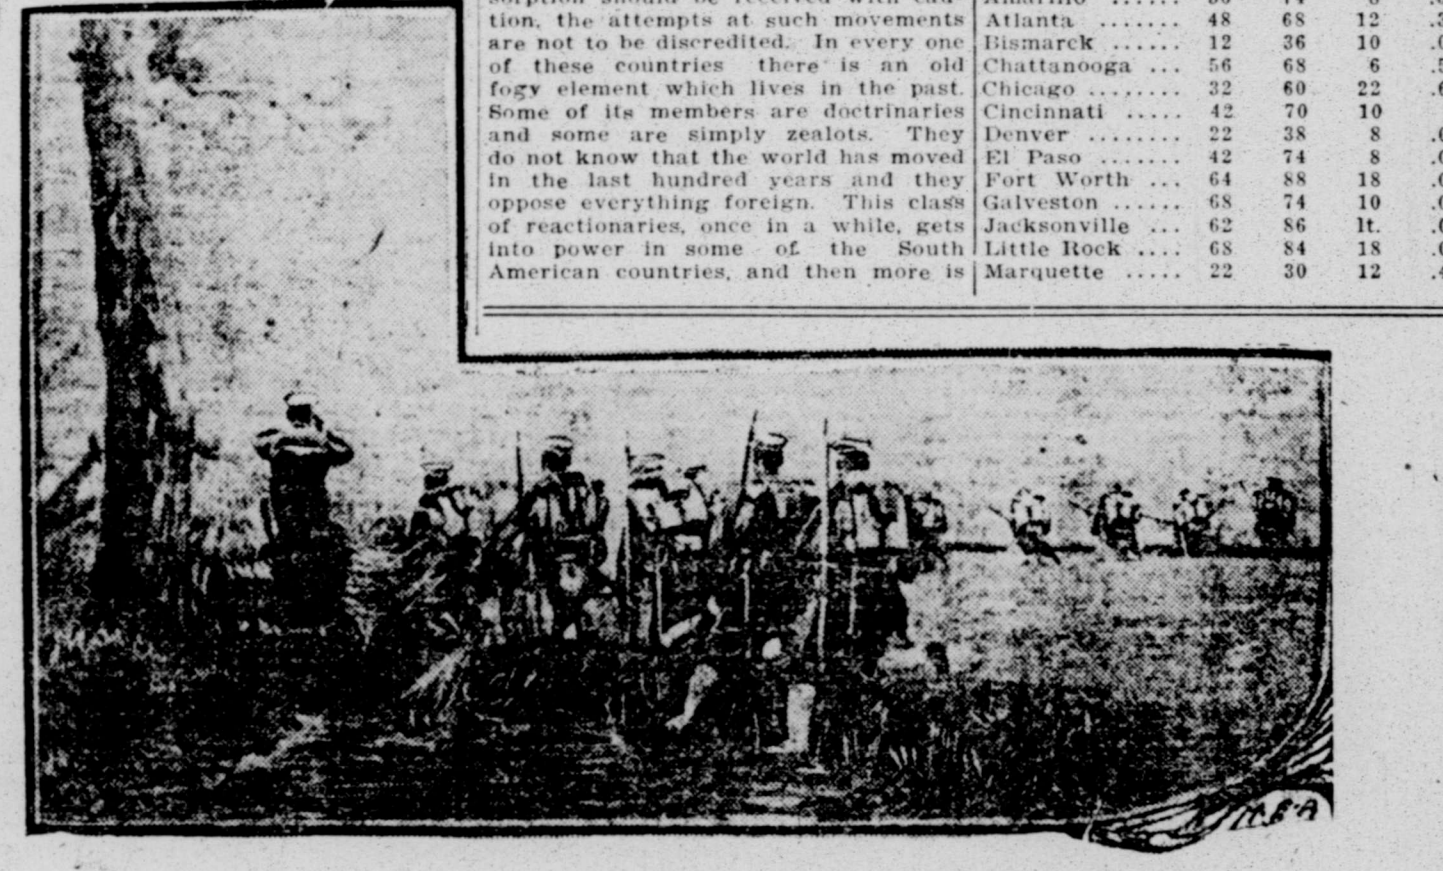 tion, the attempts at such movements
are not to be discredited. In every one
of these countries there is an old
fogy element which lives in the past.
Some of its members are doctrinaries
and some are simply zealots. They
do not know that the world has moved
in the last hundred years and they
oppose everything foreign. This class
of reactionaries, once in a while, gets
into power in some of the South
American countries, and then more is
Atlanta ....... 48 68 12
Bismarck ...... 12 36 10
Chattanooga ... 56 68 6
Chicago ........ 32 60 22
Cincinnati ..... 42 70 10
Denver ........ 22 38 8
El Paso ....... 42 74 8
Fort Worth ... 64 88 18
Galveston ...... 68 74 10
Jacksonville ... 62 86 lt.
Little Rock .... 68 84 18
Marquette ..... 22 30 12